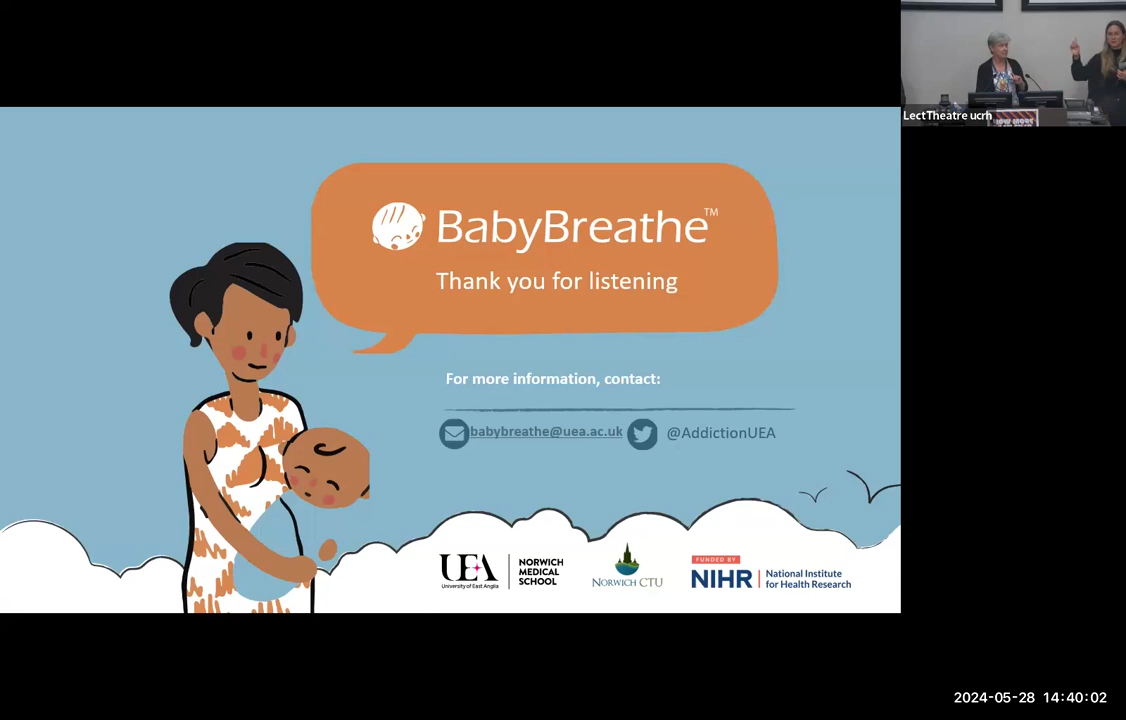 LectTheatre ucrh
BabyBreathe™
Thank you for listening
For more information, contact:
babybreathe@uea.ac.uk
@AddictionUEA
UEA
University of East Anglia
NORWICH
MEDICAL
SCHOOL
NORWICH CTU
FUNDED BY
NIHR
National Institute
for Health Research
2024-05-28 14:40:02